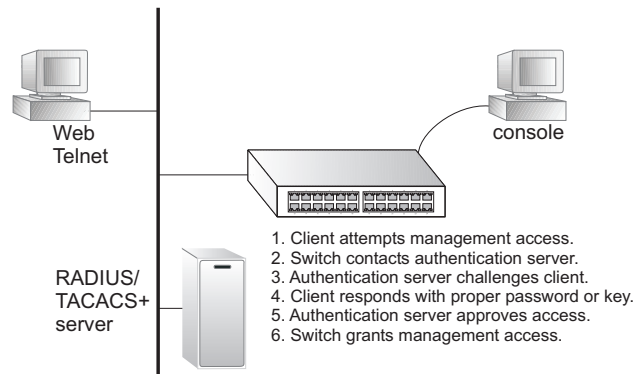 Web
Telnet
console
RADIUS/
TACACS+
server
1. Client attempts management access.
2. Switch contacts authentication server.
3. Authentication server challenges client.
4. Client responds with proper password or key.
5. Authentication server approves access.
6. Switch grants management access.